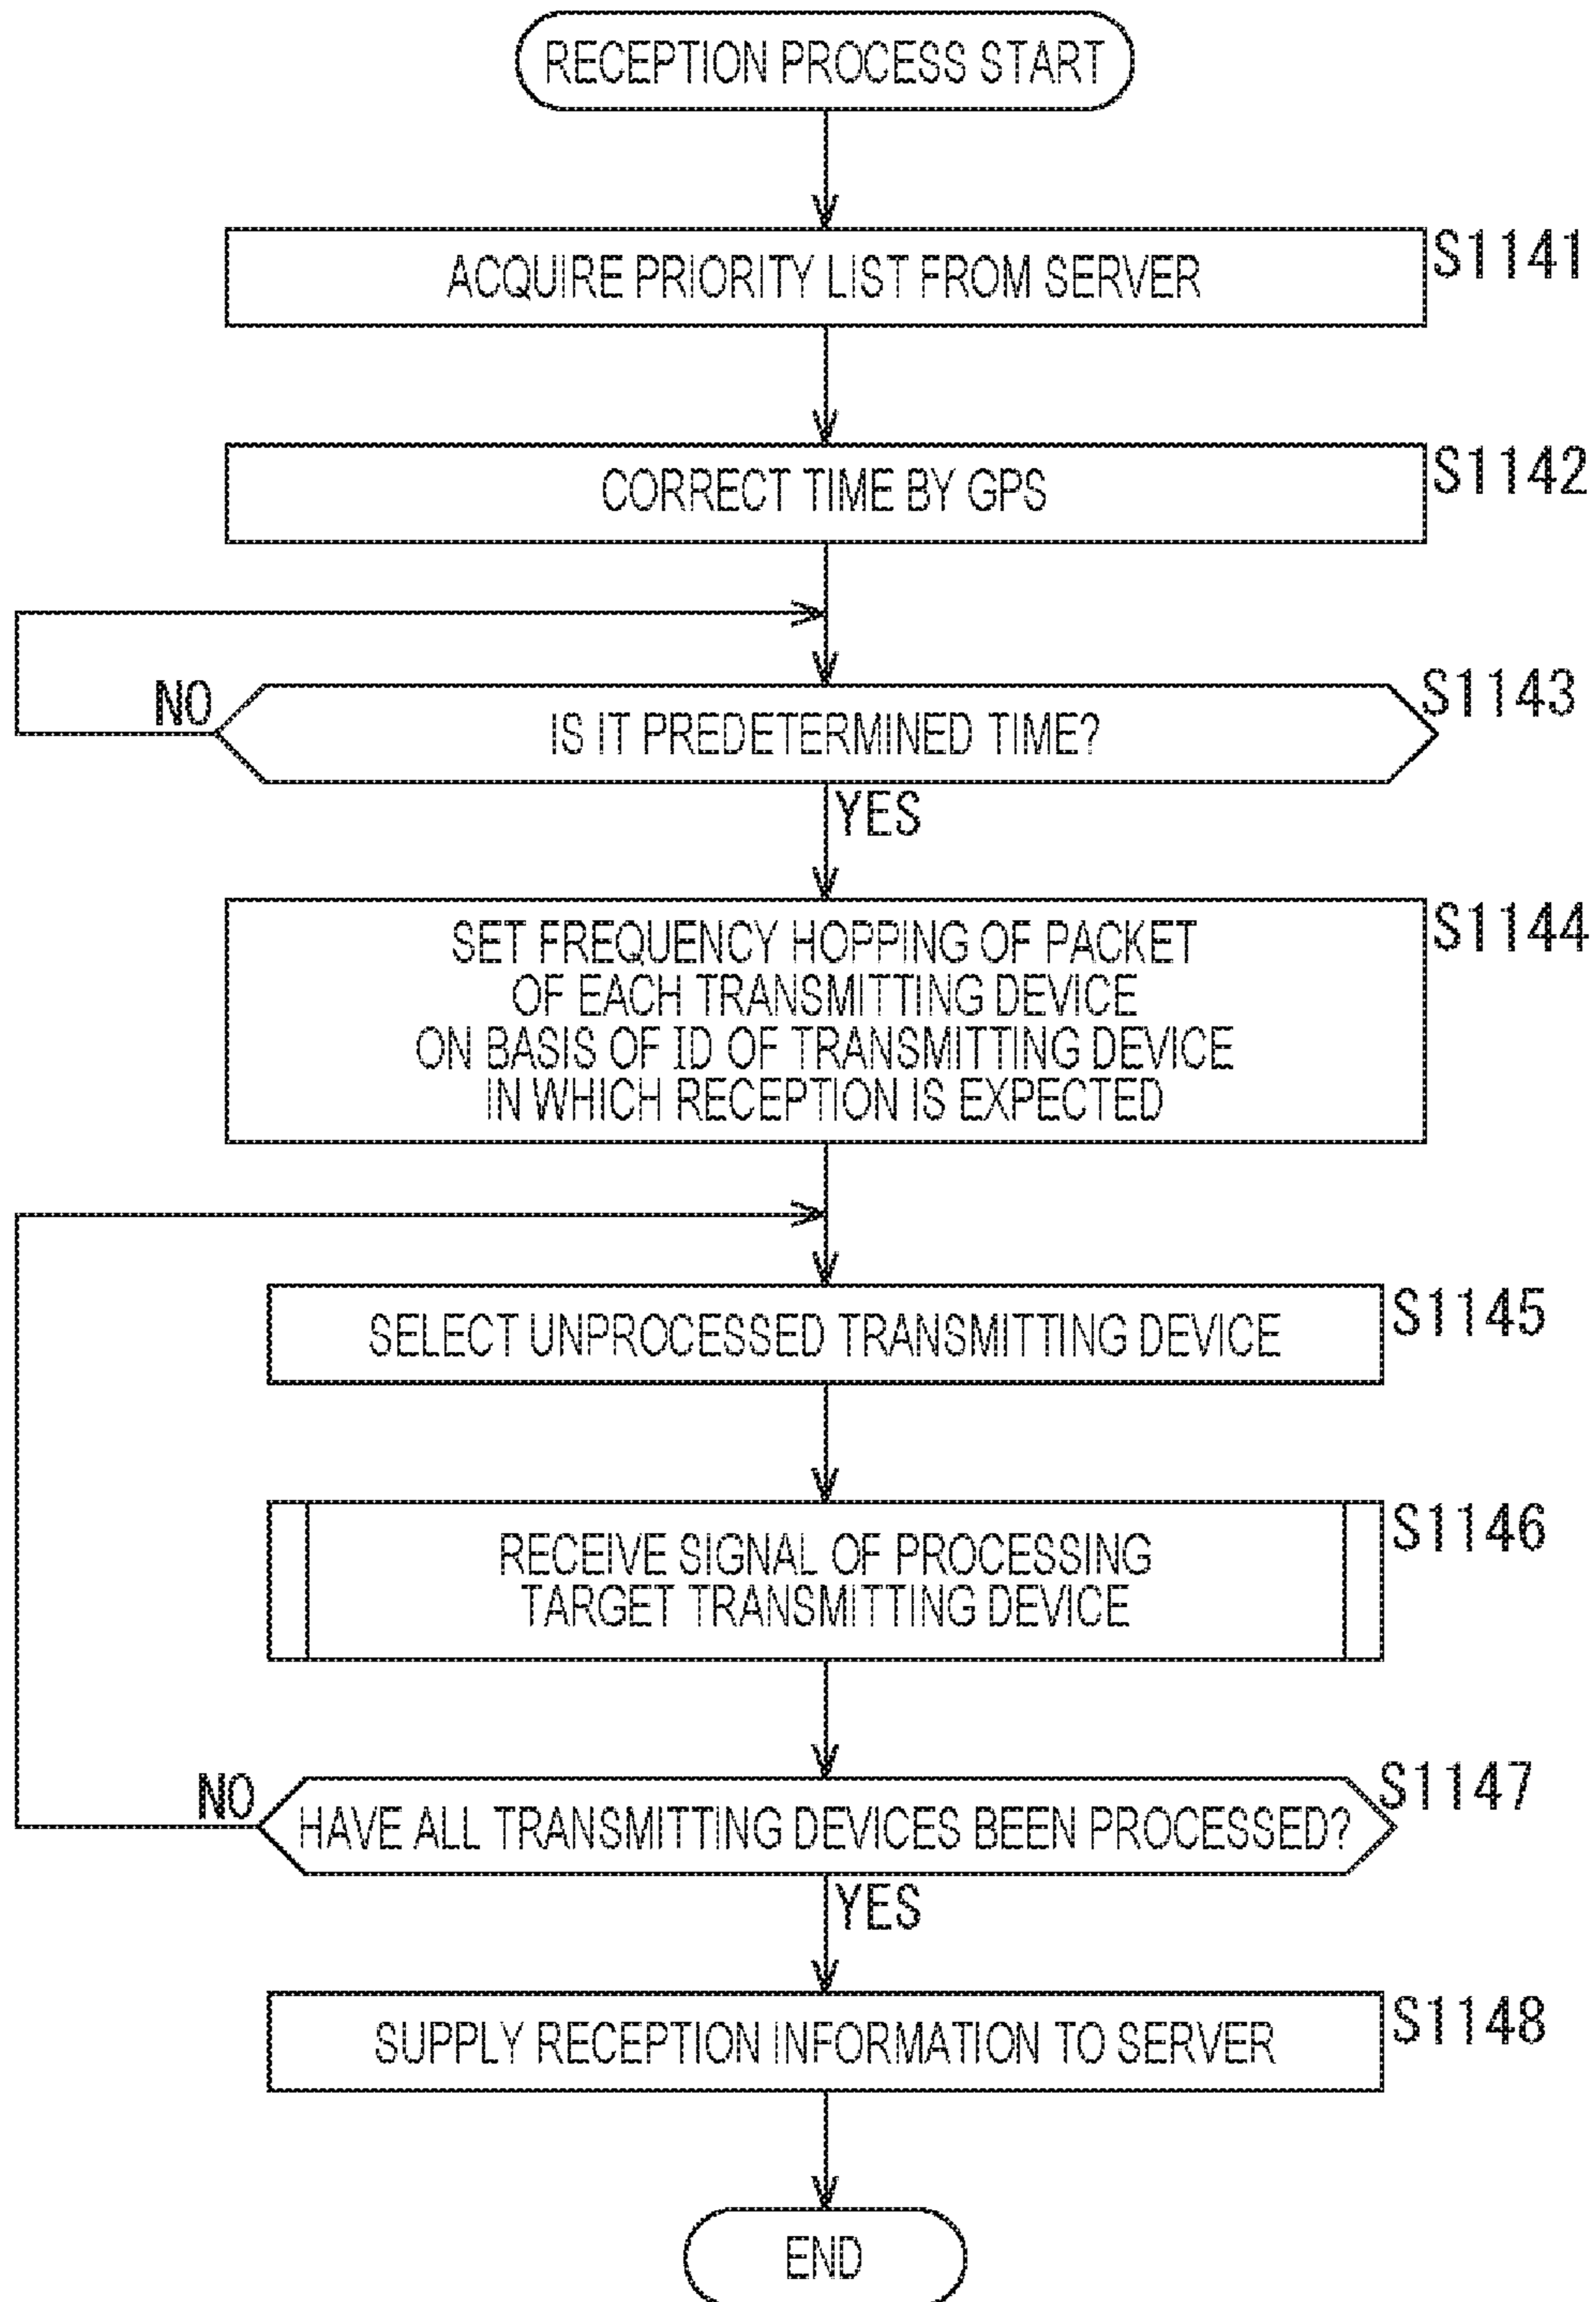 RECEPTION PROCESS START
ACQUIRE PRIORITY LIST FROM SERVER
S1141
CORRECT TIME BY GPS
S1142
NO
IS IT PREDETERMINED TIME?
S1143
YES
SET FREQUENCY HOPPING OF PACKET
OF EACH TRANSMITTING DEVICE
ON BASIS OF ID OF TRANSMITTING DEVICE
IN WHICH RECEPTION IS EXPECTED
S1144
SELECT UNPROCESSED TRANSMITTING DEVICE
S1145
RECEIVE SIGNAL OF PROCESSING
TARGET TRANSMITTING DEVICE
S1146
NO
HAVE ALL TRANSMITTING DEVICES BEEN PROCESSED?
S1147
YES
SUPPLY RECEPTION INFORMATION TO SERVER
S1148
END